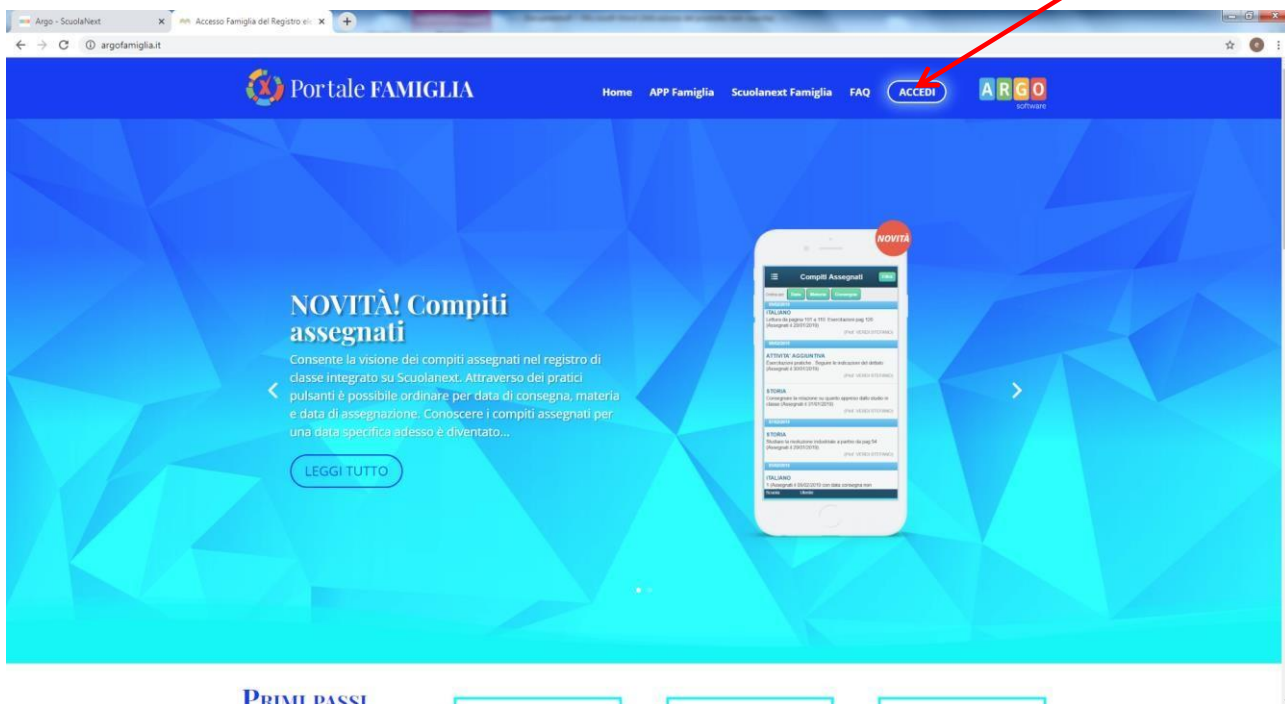 Argo - ScuolaNext
Accesso Famiglia del Registro ele
argofamiglia.it
Portale FAMIGLIA
Home APP Famiglia Scuolanext Famiglia FAQ ACCEDI
ARGO
software
NOVITÀ
Compiti Assegnati
NOVITÀ! Compiti
assegnati
Consente la visione dei compiti assegnati nel registro di
classe integrato su Scuolanext. Attraverso dei pratici
pulsanti è possibile ordinare per data di consegna, materia
e data di assegnazione. Conoscere i compiti assegnati per
una data specifica adesso è diventato...
LEGGI TUTTO
ITALIANO
ATTIVITA' AGGIUNTIVA
STORIA
STORIA
ITALIANO
PRIMI PASSI